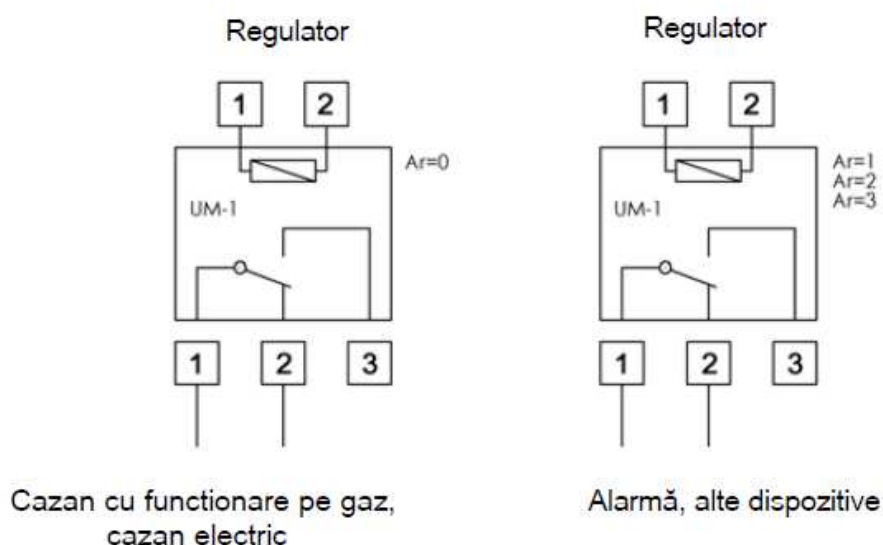 Regulator
1 2
Ar=0
UM-1
1 2 3
Cazan cu functionare pe gaz,
cazan electric
Regulator
1 2
Ar=1
Ar=2
Ar=3
UM-1
1 2 3
Alarmă, alte dispozitive